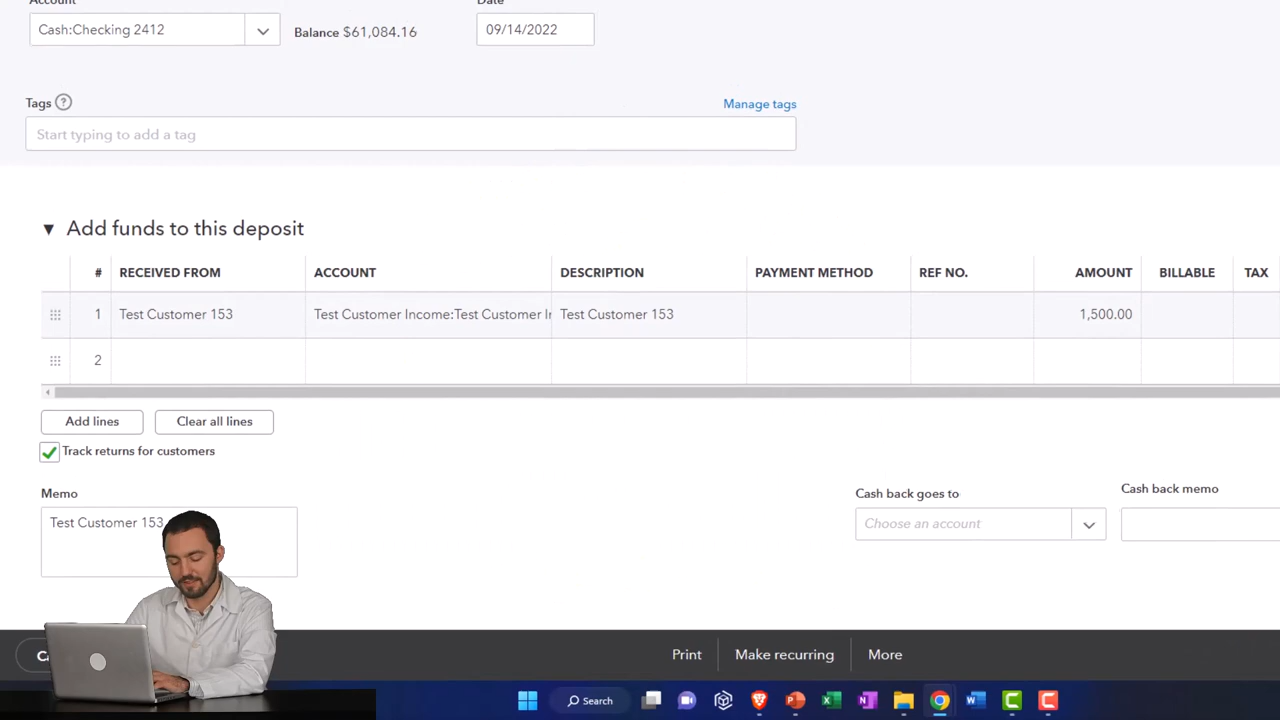 Account Date
Cash:Checking 2412 Balance $61,084.16 09/14/2022
Tags ? Manage tags
Start typing to add a tag
Add funds to this deposit
# RECEIVED FROM ACCOUNT DESCRIPTION PAYMENT METHOD REF NO. AMOUNT BILLABLE TAX
1 Test Customer 153 Test Customer Income:Test Customer Test Customer 153 1,500.00
2
Add lines Clear all lines
Track returns for customers
Memo Cash back goes to Cash back memo
Test Customer 153 Choose an account
Print Make recurring More
Search